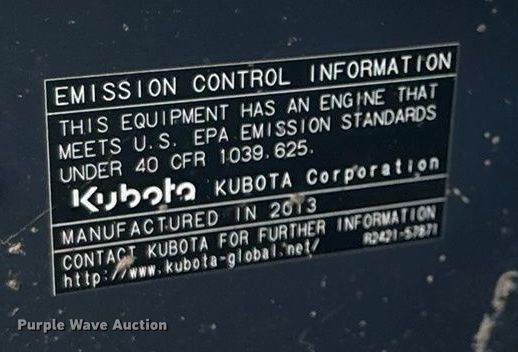 EMISSION CONTROL INFORMATION
THIS EQUIPMENT HAS AN ENGINE THAT
MEETS U.S. EPA EMISSION STANDARDS
UNDER 40 CFR 1039.625.
Kubota KUBOTA Corporation
MANUFACTURED IN 2013
CONTACT KUBOTA FOR FURTHER INFORMATION
http://www.kubota-global.net/
Purple Wave Auction